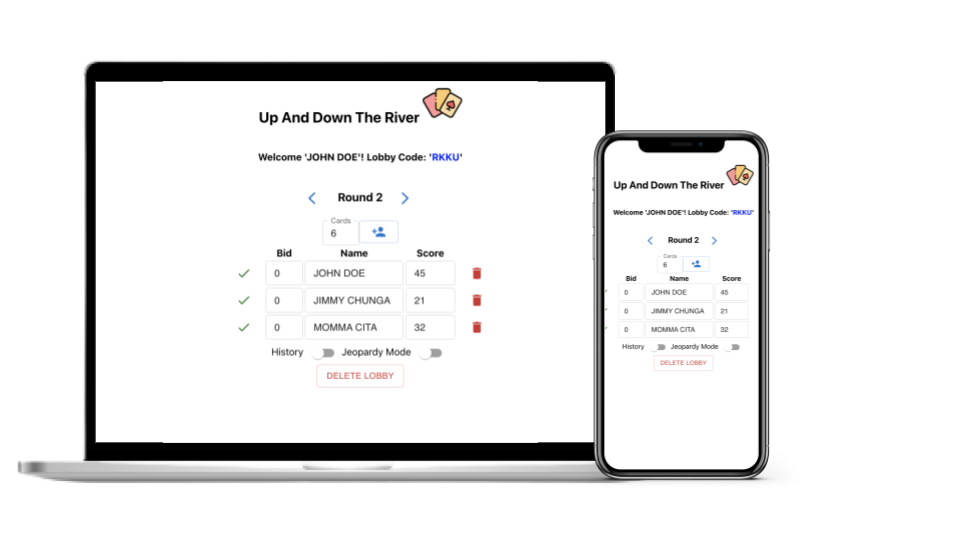 Up And Down The River
Welcome 'JOHN DOE'! Lobby Code: 'RKKU'
Round 2
Cards
6
Bid Name Score
0 JOHN DOE 45
0 JIMMY CHUNGA 21
0 MOMMA CITA 32
History Jeopardy Mode
DELETE LOBBY
Up And Down The River
Welcome 'JOHN DOE'! Lobby Code: 'RKKU'
Round 2
Cards
6
Bid Name Score
0 JOHN DOE 45
0 JIMMY CHUNGA 21
0 MOMMA CITA 32
History Jeopardy Mode
DELETE LOBBY